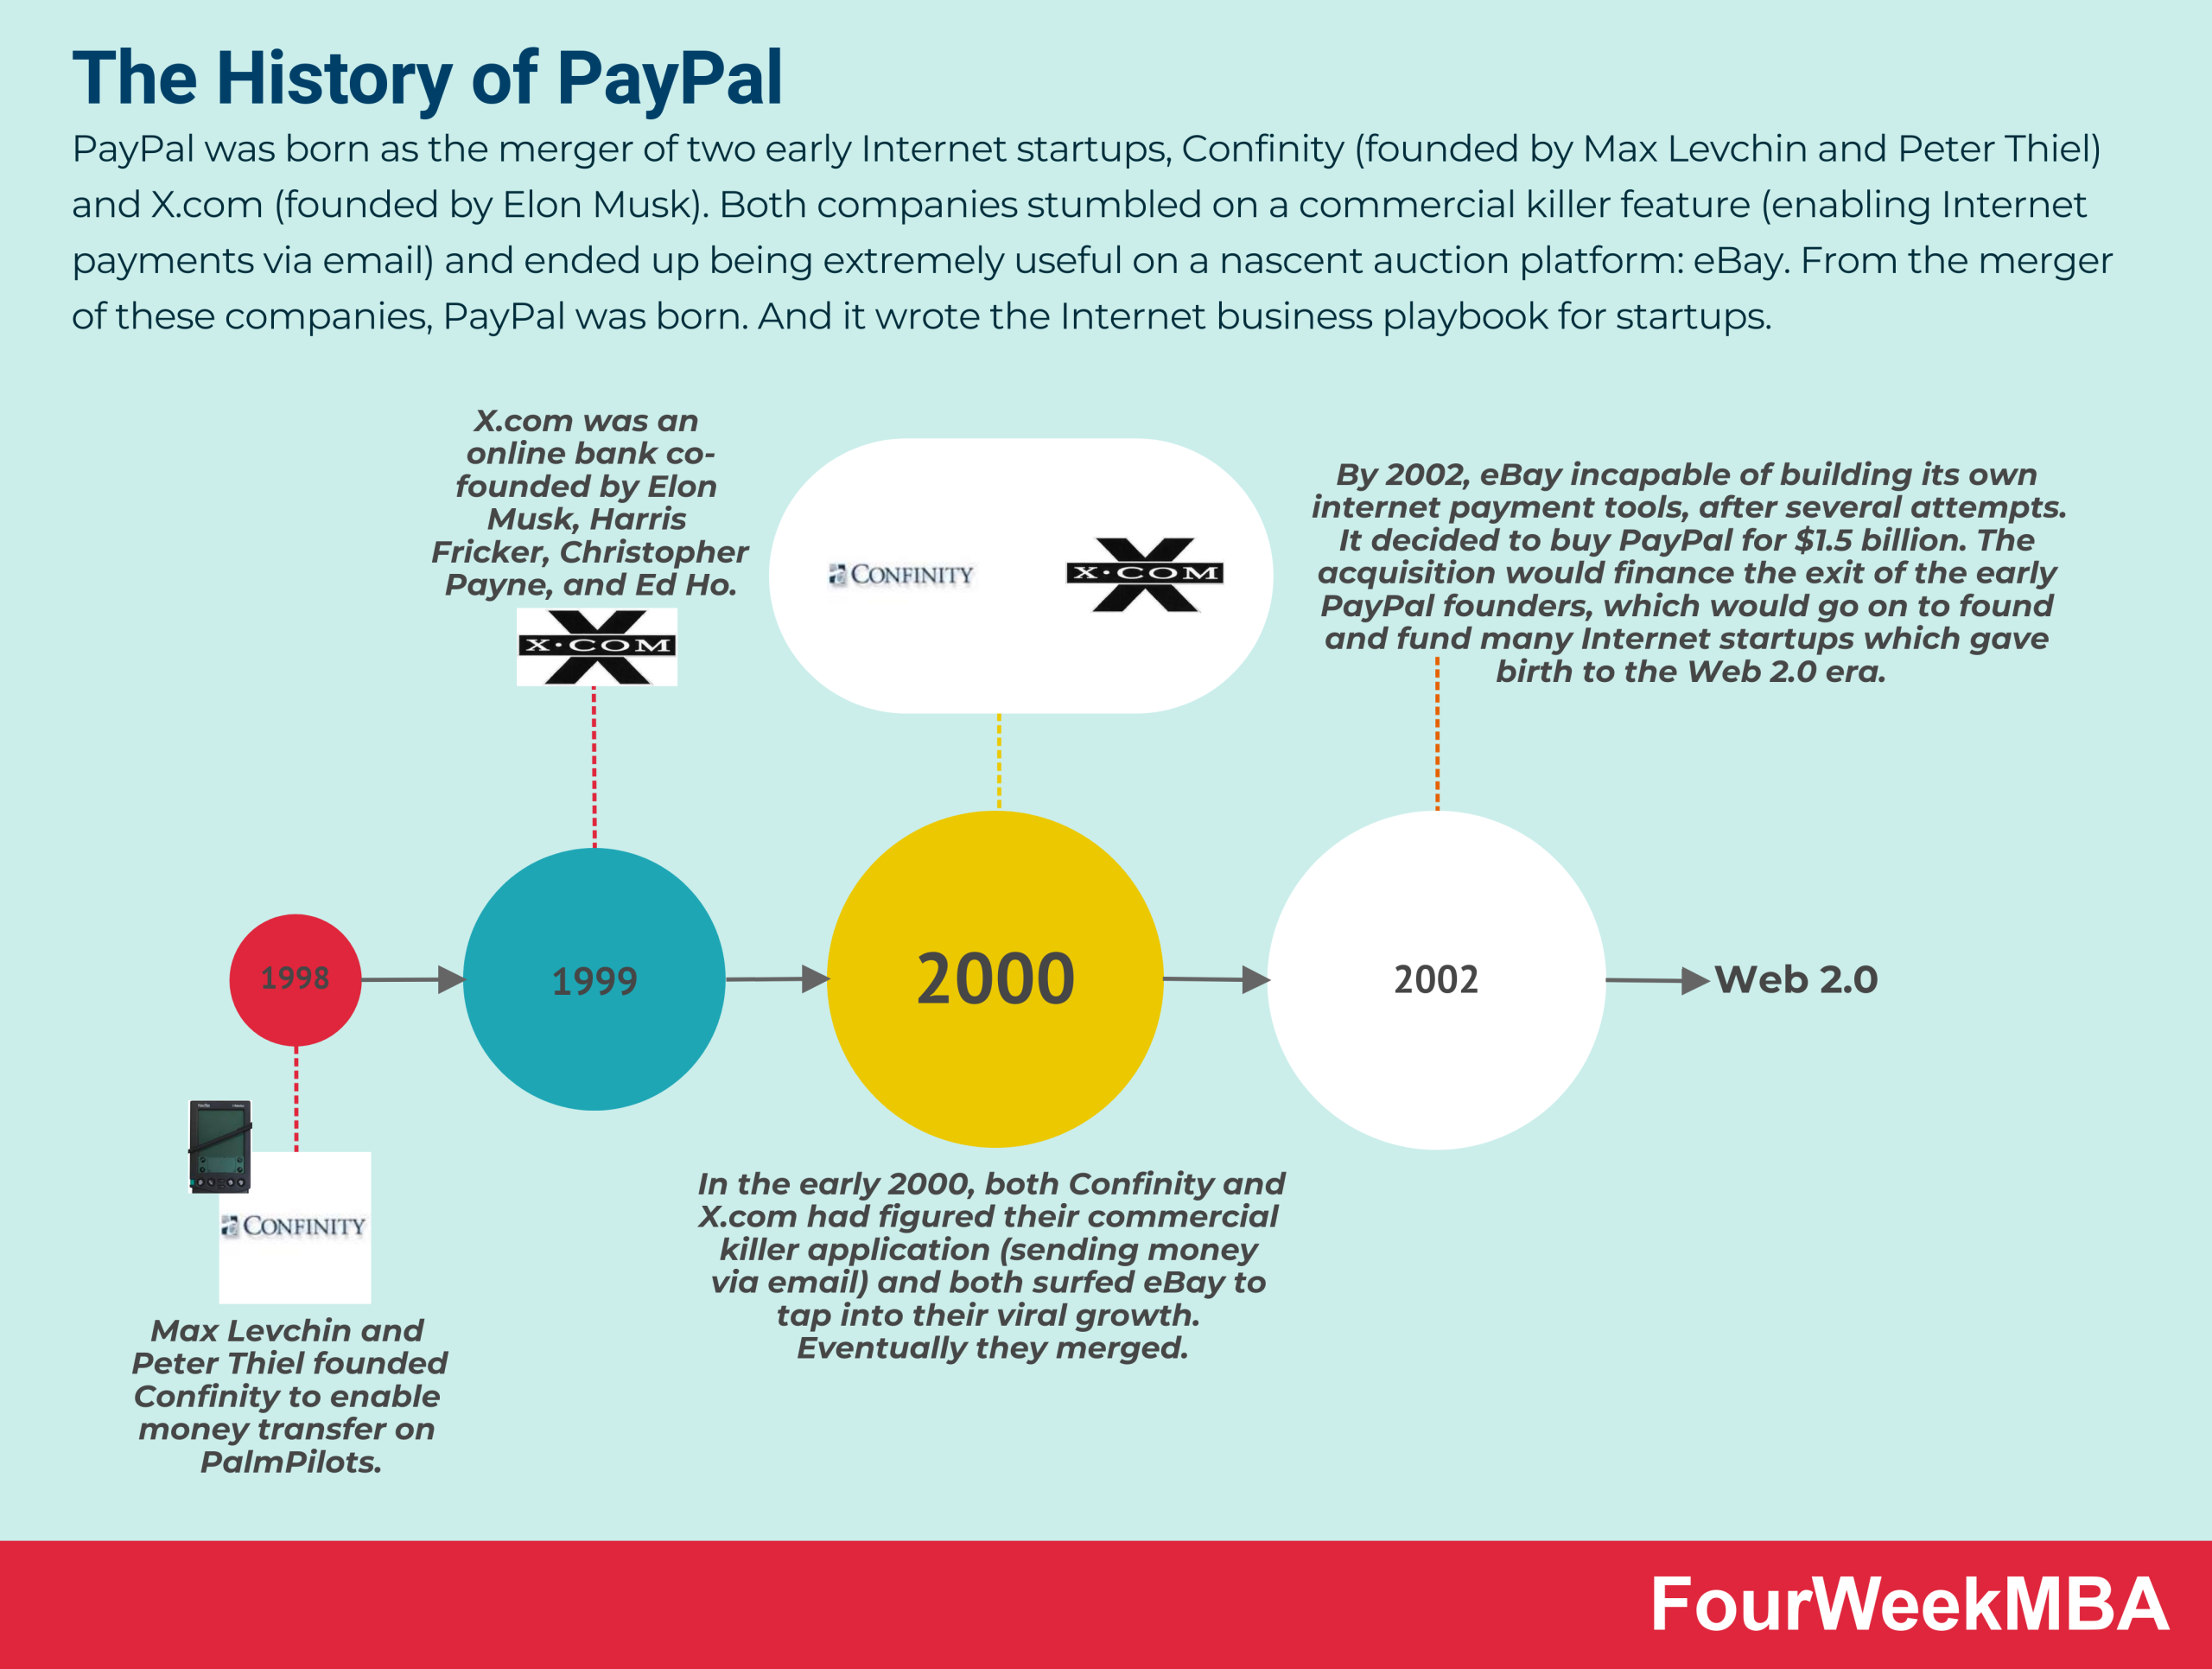 The History of PayPal
PayPal was born as the merger of two early Internet startups, Confinity (founded by Max Levchin and Peter Thiel)
and X.com (founded by Elon Musk). Both companies stumbled on a commercial killer feature (enabling Internet
payments via email) and ended up being extremely useful on a nascent auction platform: eBay. From the merger
of these companies, PayPal was born. And it wrote the Internet business playbook for startups.
X.com was an
online bank co-
founded by Elon
Musk, Harris
Fricker, Christopher
Payne, and Ed Ho.
X·COM
CONFINITY
X·COM
By 2002, eBay incapable of building its own
internet payment tools, after several attempts.
It decided to buy PayPal for $1.5 billion. The
acquisition would finance the exit of the early
PayPal founders, which would go on to found
and fund many Internet startups which gave
birth to the Web 2.0 era.
1998
1999
2000
2002
Web 2.0
CONFINITY
Max Levchin and
Peter Thiel founded
Confinity to enable
money transfer on
PalmPilots.
In the early 2000, both Confinity and
X.com had figured their commercial
killer application (sending money
via email) and both surfed eBay to
tap into their viral growth.
Eventually they merged.
FourWeekMBA